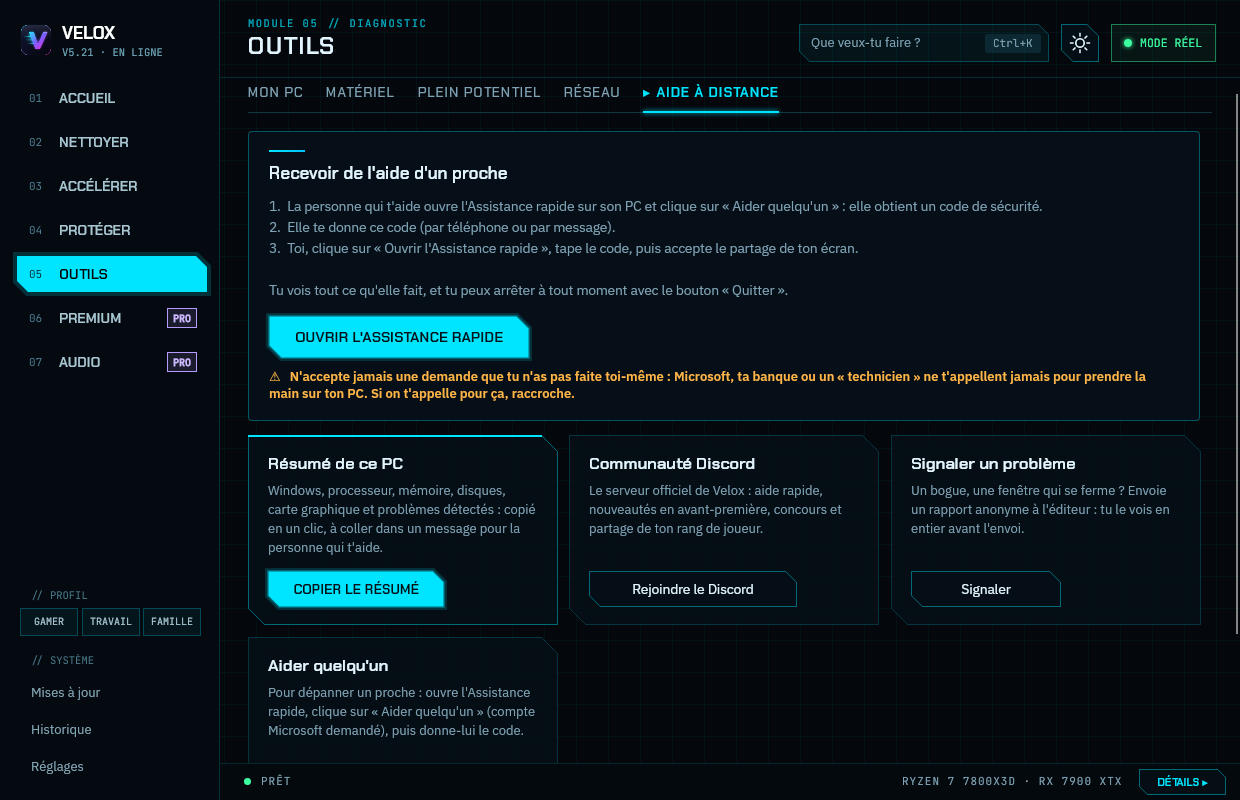 VELOX
V5.21 · EN LIGNE
01 ACCUEIL
02 NETTOYER
03 ACCÉLÉRER
04 PROTÉGER
05 OUTILS
06 PREMIUM PRO
07 AUDIO PRO
// PROFIL
GAMER TRAVAIL FAMILLE
// SYSTÈME
Mises à jour
Historique
Réglages
MODULE 05 // DIAGNOSTIC
OUTILS
Que veux-tu faire ? Ctrl+K
MODE RÉEL
MON PC MATÉRIEL PLEIN POTENTIEL RÉSEAU ▸ AIDE À DISTANCE
Recevoir de l'aide d'un proche
1. La personne qui t'aide ouvre l'Assistance rapide sur son PC et clique sur « Aider quelqu'un » : elle obtient un code de sécurité.
2. Elle te donne ce code (par téléphone ou par message).
3. Toi, clique sur « Ouvrir l'Assistance rapide », tape le code, puis accepte le partage de ton écran.
Tu vois tout ce qu'elle fait, et tu peux arrêter à tout moment avec le bouton « Quitter ».
OUVRIR L'ASSISTANCE RAPIDE
⚠ N'accepte jamais une demande que tu n'as pas faite toi-même : Microsoft, ta banque ou un « technicien » ne t'appellent jamais pour prendre la
main sur ton PC. Si on t'appelle pour ça, raccroche.
Résumé de ce PC
Windows, processeur, mémoire, disques,
carte graphique et problèmes détectés : copié
en un clic, à coller dans un message pour la
personne qui t'aide.
COPIER LE RÉSUMÉ
Communauté Discord
Le serveur officiel de Velox : aide rapide,
nouveautés en avant-première, concours et
partage de ton rang de joueur.
Rejoindre le Discord
Signaler un problème
Un bogue, une fenêtre qui se ferme ? Envoie
un rapport anonyme à l'éditeur : tu le vois en
entier avant l'envoi.
Signaler
Aider quelqu'un
Pour dépanner un proche : ouvre l'Assistance
rapide, clique sur « Aider quelqu'un » (compte
Microsoft demandé), puis donne-lui le code.
PRÊT
RYZEN 7 7800X3D · RX 7900 XTX
DÉTAILS ▸